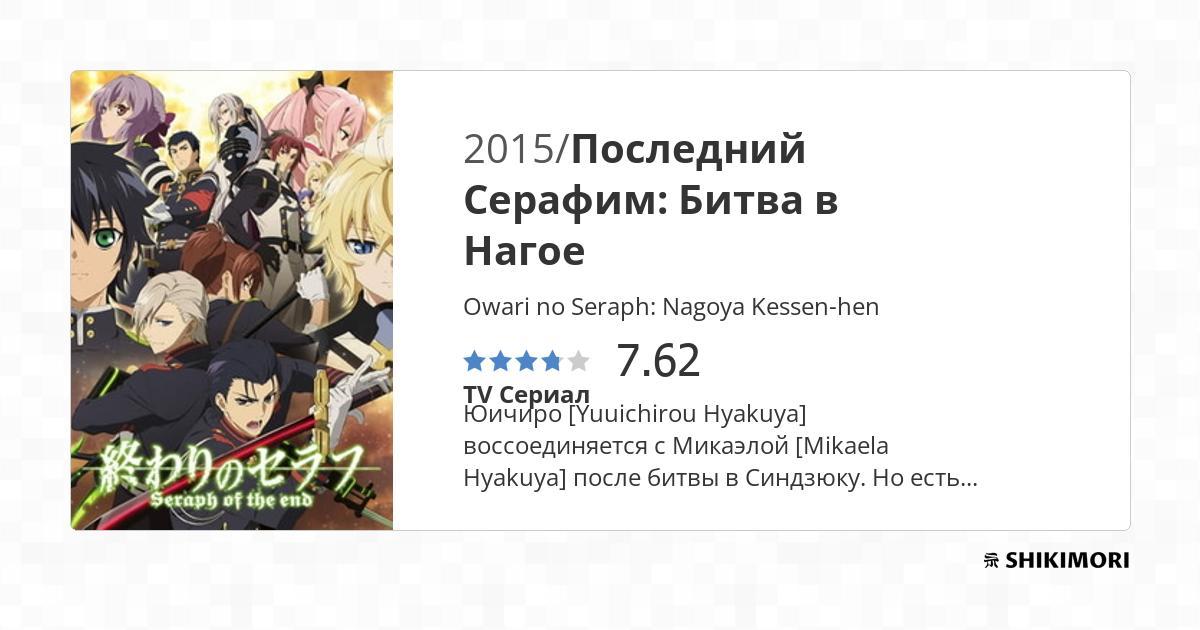 終わりのセラフ
Seraph of the end
2015/Последний
Серафим: Битва в
Нагое
Owari no Seraph: Nagoya Kessen-hen
7.62
TV Сериал
Юичиро [Yuuichirou Hyakuya]
воссоединяется с Микаэлой [Mikaela
Hyakuya] после битвы в Синдзюку. Но есть...
SHIKIMORI